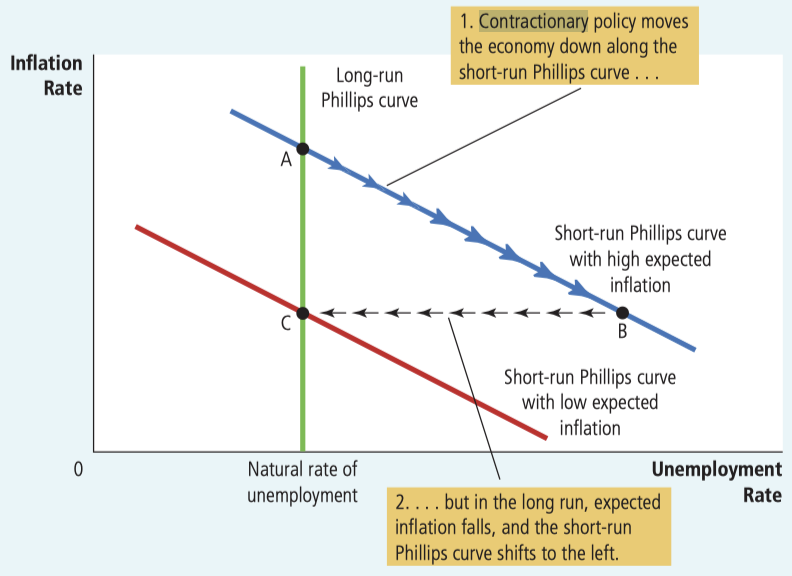 1. Contractionary policy moves
the economy down along the
short-run Phillips curve . . .
Inflation
Rate
Long-run
Phillips curve
A
Short-run Phillips curve
with high expected
inflation
C
B
Short-run Phillips curve
with low expected
inflation
0
Natural rate of
unemployment
Unemployment
Rate
2. . . . but in the long run, expected
inflation falls, and the short-run
Phillips curve shifts to the left.